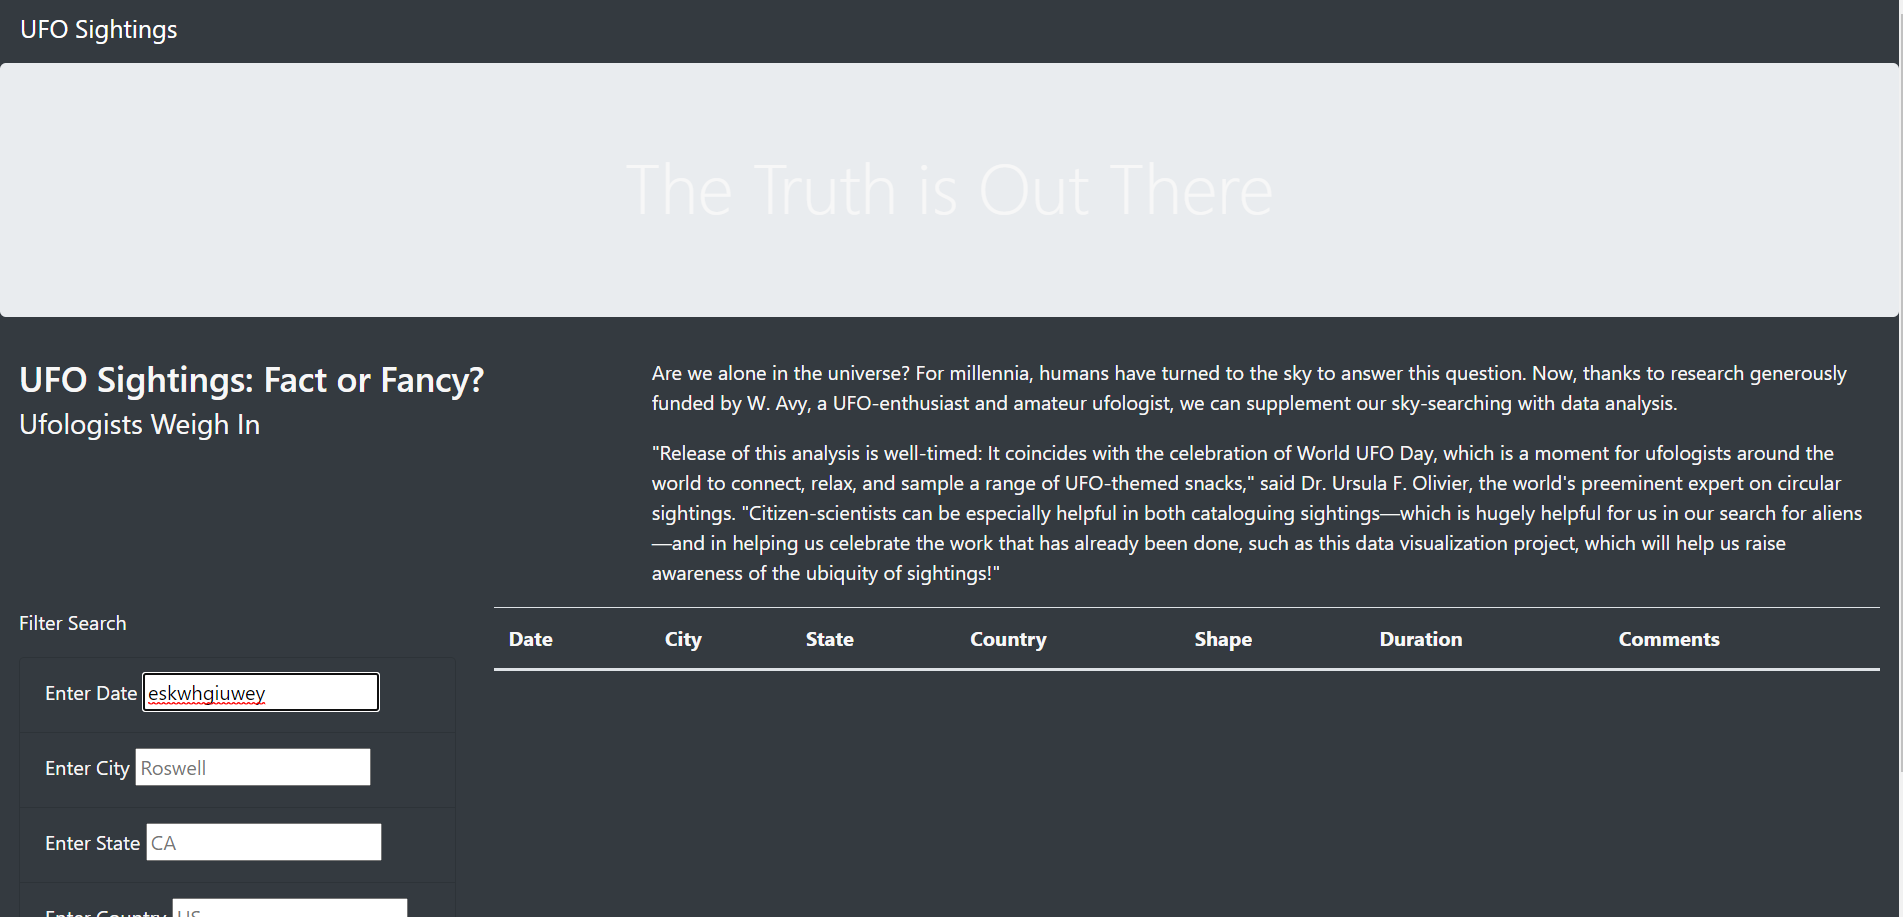 UFO Sightings
The Truth is Out There
UFO Sightings: Fact or Fancy?
Ufologists Weigh In
Are we alone in the universe? For millennia, humans have turned to the sky to answer this question. Now, thanks to research generously
funded by W. Avy, a UFO-enthusiast and amateur ufologist, we can supplement our sky-searching with data analysis.
"Release of this analysis is well-timed: It coincides with the celebration of World UFO Day, which is a moment for ufologists around the
world to connect, relax, and sample a range of UFO-themed snacks," said Dr. Ursula F. Olivier, the world's preeminent expert on circular
sightings. "Citizen-scientists can be especially helpful in both cataloguing sightings—which is hugely helpful for us in our search for aliens
—and in helping us celebrate the work that has already been done, such as this data visualization project, which will help us raise
awareness of the ubiquity of sightings!"
Filter Search
Date City State Country Shape Duration Comments
Enter Date eskwhgiuwey
Enter City Roswell
Enter State CA
Enter Country US